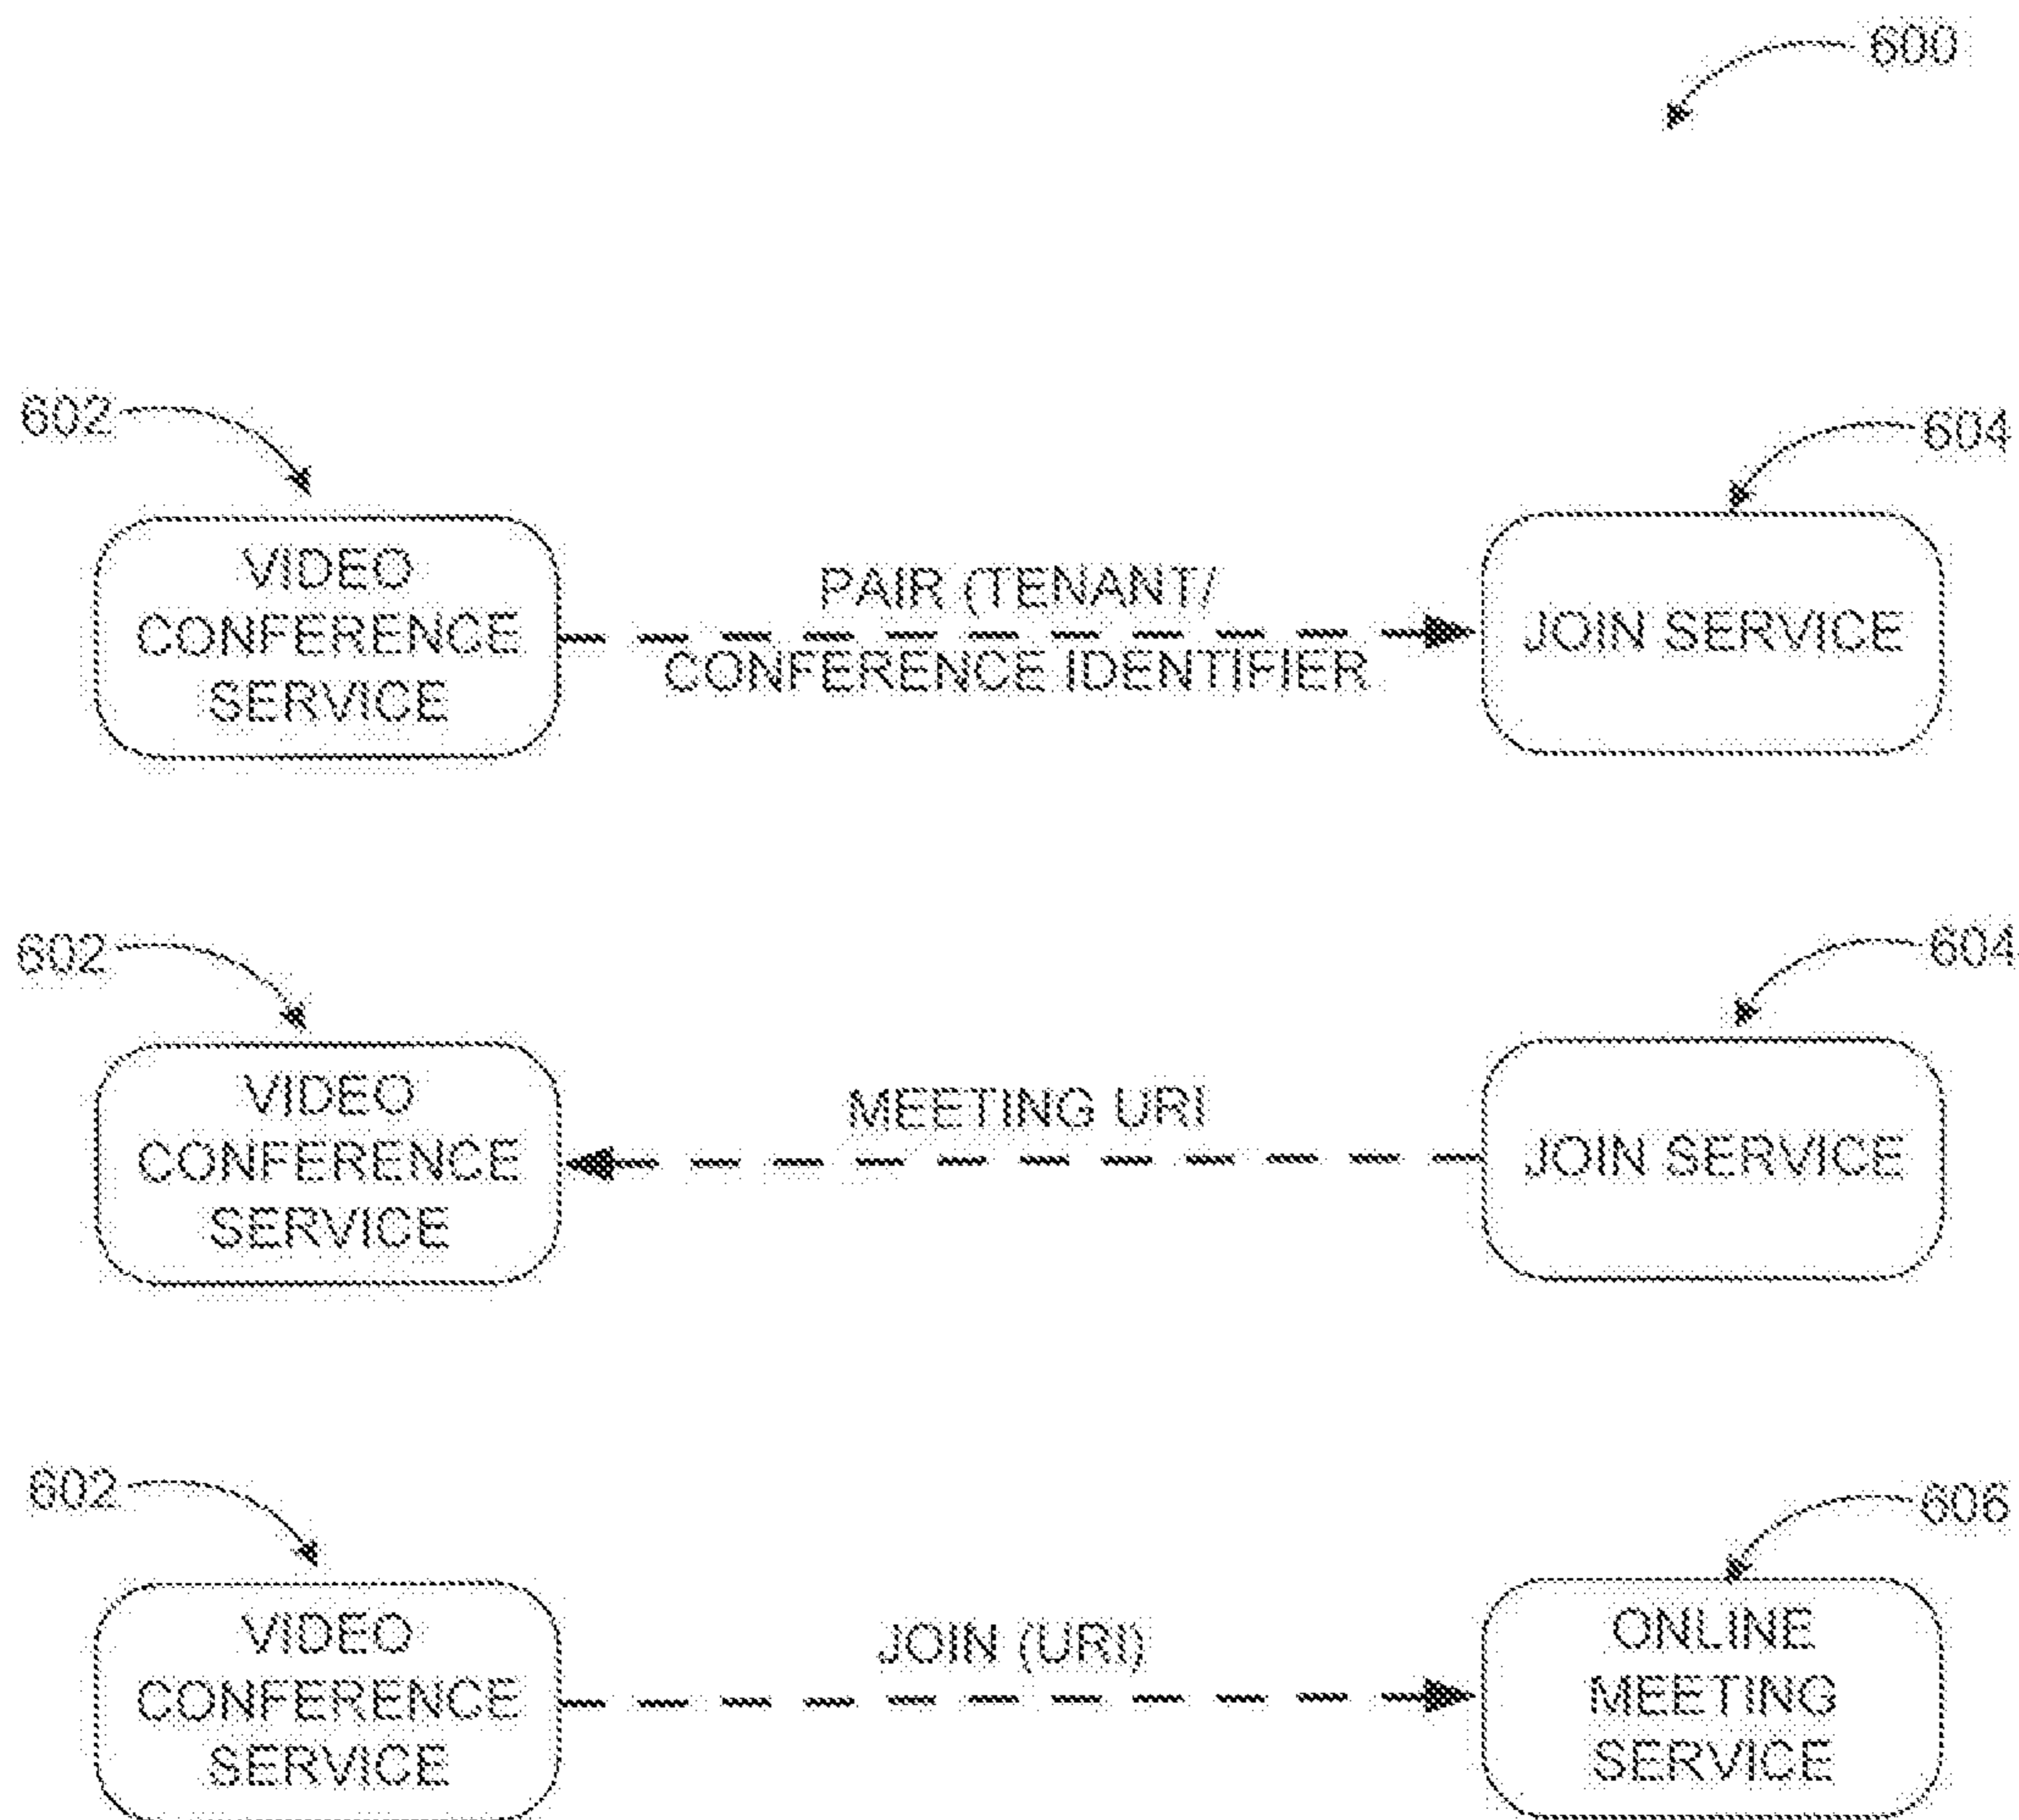 600
602
604
VIDEO
CONFERENCE
SERVICE
PAIR (TENANT/
CONFERENCE IDENTIFIER
JOIN SERVICE
602
604
VIDEO
CONFERENCE
SERVICE
MEETING URI
JOIN SERVICE
602
606
VIDEO
CONFERENCE
SERVICE
JOIN (URI)
ONLINE
MEETING
SERVICE